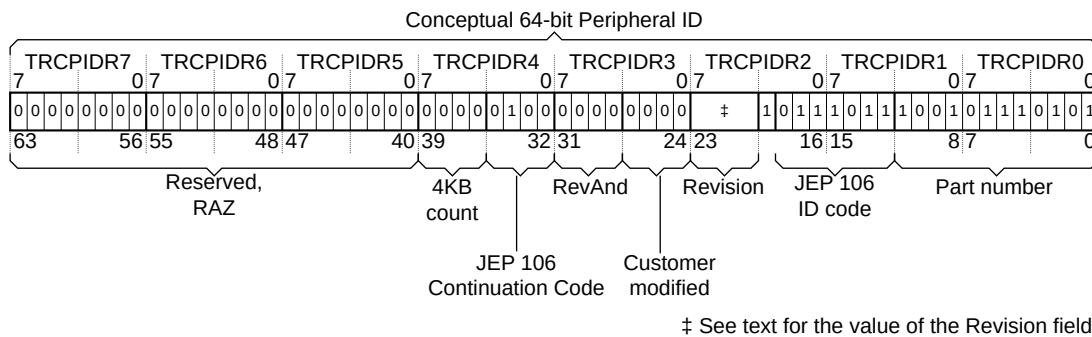 Conceptual 64-bit Peripheral ID
TRCPIDR7 TRCPIDR6 TRCPIDR5 TRCPIDR4 TRCPIDR3 TRCPIDR2 TRCPIDR1 TRCPIDR0
7 0 7 0 7 0 7 0 7 0 7 0 7 0 7 0
0 0 0 0 0 0 0 0 0 0 0 0 0 0 0 0 0 0 0 0 0 0 0 0 0 0 0 0 0 1 0 0 0 0 0 0 0 0 0 0 ‡ 1 0 1 1 1 0 1 1 1 0 0 1 0 1 1 1 0 1 0 1
63 56 55 48 47 40 39 32 31 24 23 16 15 8 7 0
Reserved, RAZ
4KB count
RevAnd
Revision
JEP 106 ID code
Part number
JEP 106 Continuation Code
Customer modified
‡ See text for the value of the Revision field